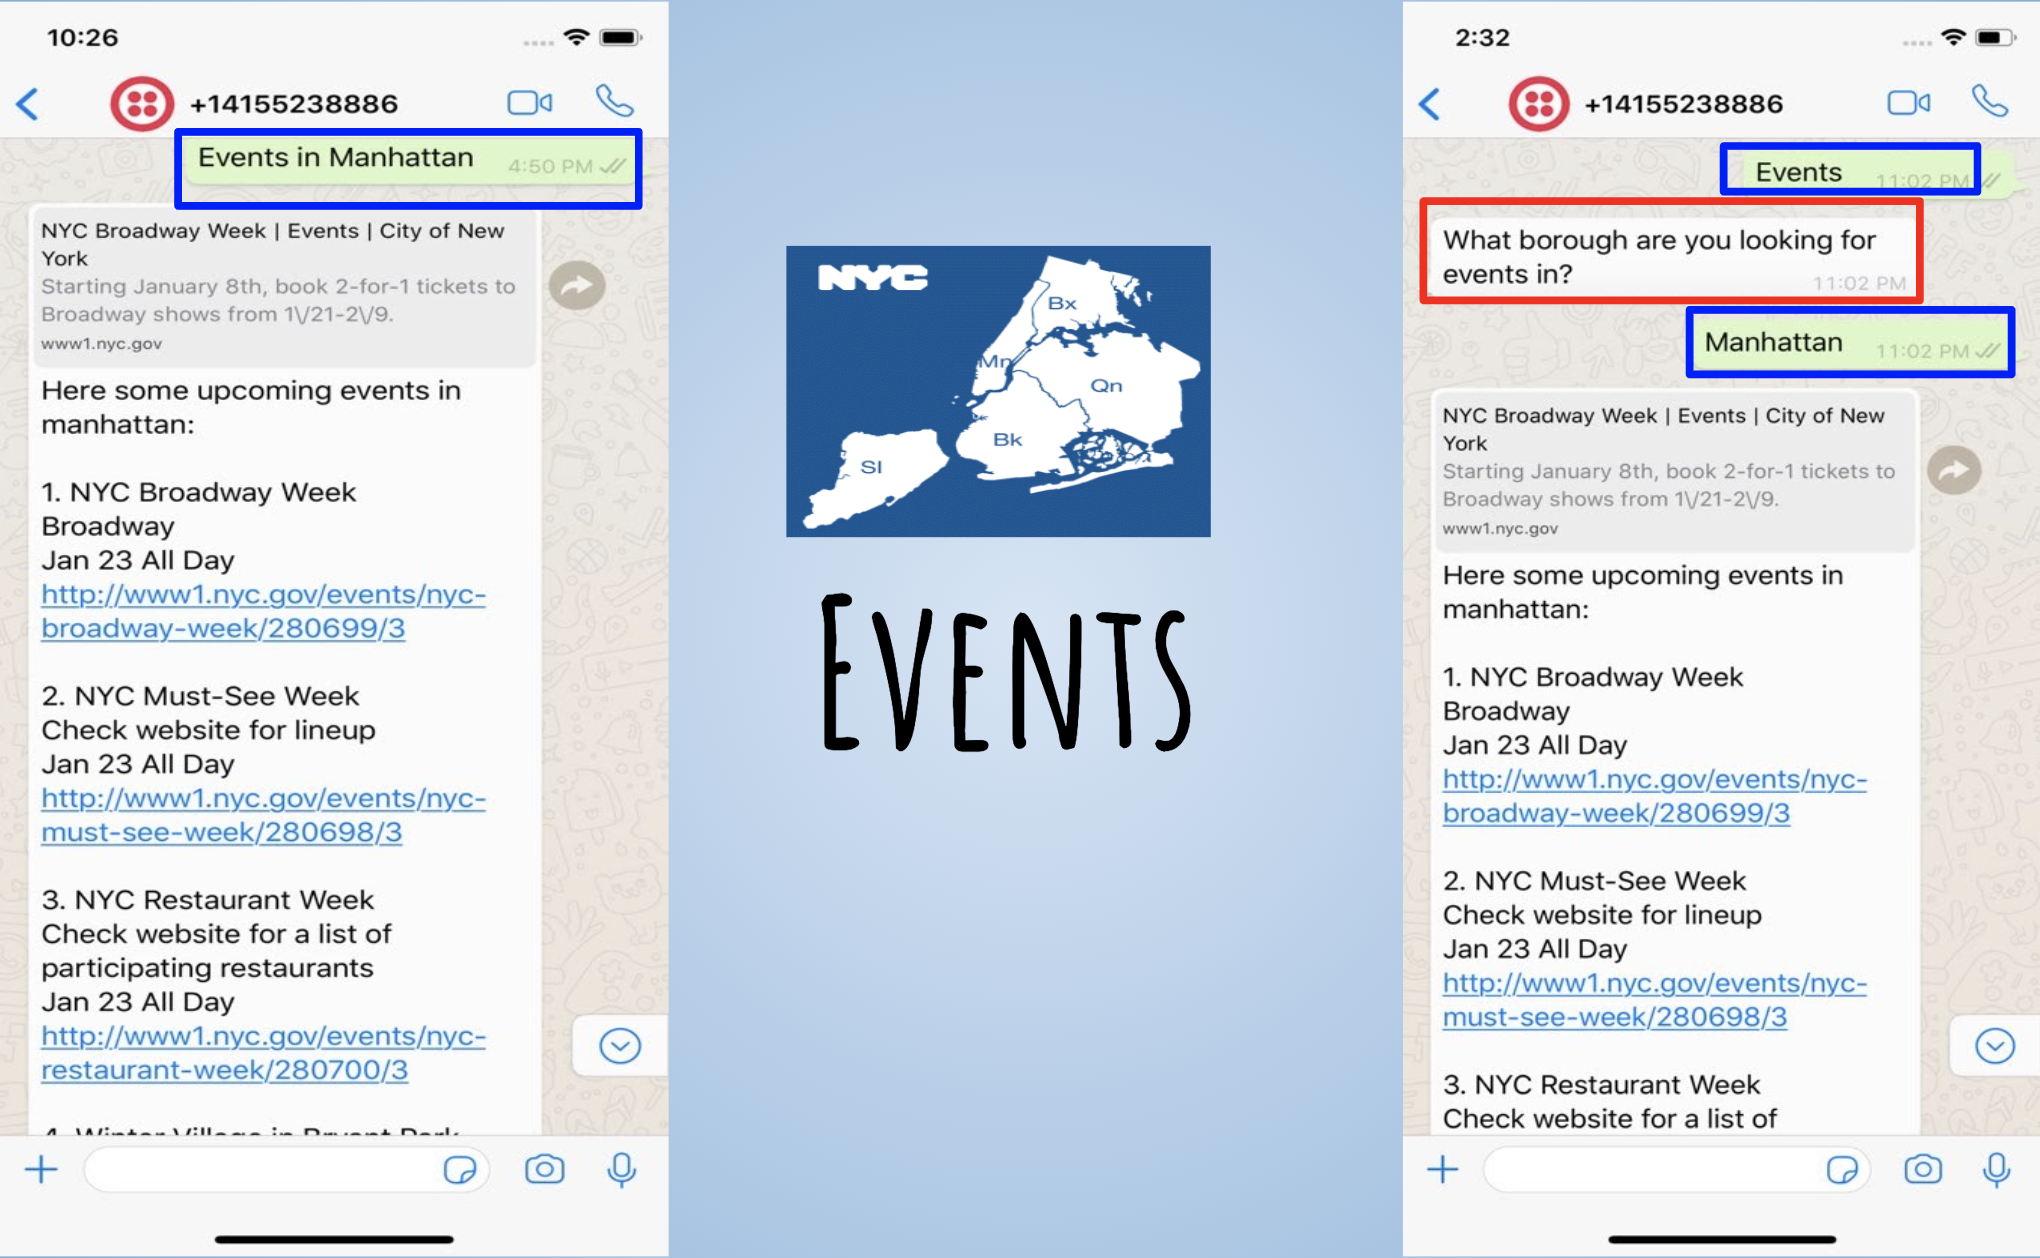 10:26
+14155238886
Events in Manhattan
4:50 PM
NYC Broadway Week | Events | City of New
York
Starting January 8th, book 2-for-1 tickets to
Broadway shows from 1\/21-2\/9.
www1.nyc.gov
Here some upcoming events in
manhattan:
1. NYC Broadway Week
Broadway
Jan 23 All Day
http://www1.nyc.gov/events/nyc-
broadway-week/280699/3
2. NYC Must-See Week
Check website for lineup
Jan 23 All Day
http://www1.nyc.gov/events/nyc-
must-see-week/280698/3
3. NYC Restaurant Week
Check website for a list of
participating restaurants
Jan 23 All Day
http://www1.nyc.gov/events/nyc-
restaurant-week/280700/3
4. Winter Village in Bryant Park
NYC
Bx
Mn
Qn
Bk
SI
EVENTS
2:32
+14155238886
Events
11:02 PM
What borough are you looking for
events in?
11:02 PM
Manhattan
11:02 PM
NYC Broadway Week | Events | City of New
York
Starting January 8th, book 2-for-1 tickets to
Broadway shows from 1\/21-2\/9.
www1.nyc.gov
Here some upcoming events in
manhattan:
1. NYC Broadway Week
Broadway
Jan 23 All Day
http://www1.nyc.gov/events/nyc-
broadway-week/280699/3
2. NYC Must-See Week
Check website for lineup
Jan 23 All Day
http://www1.nyc.gov/events/nyc-
must-see-week/280698/3
3. NYC Restaurant Week
Check website for a list of